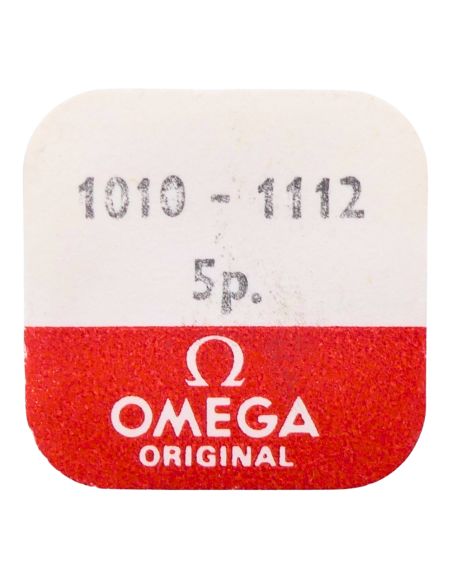 1010 - 1112
5p.
Ω
OMEGA
ORIGINAL